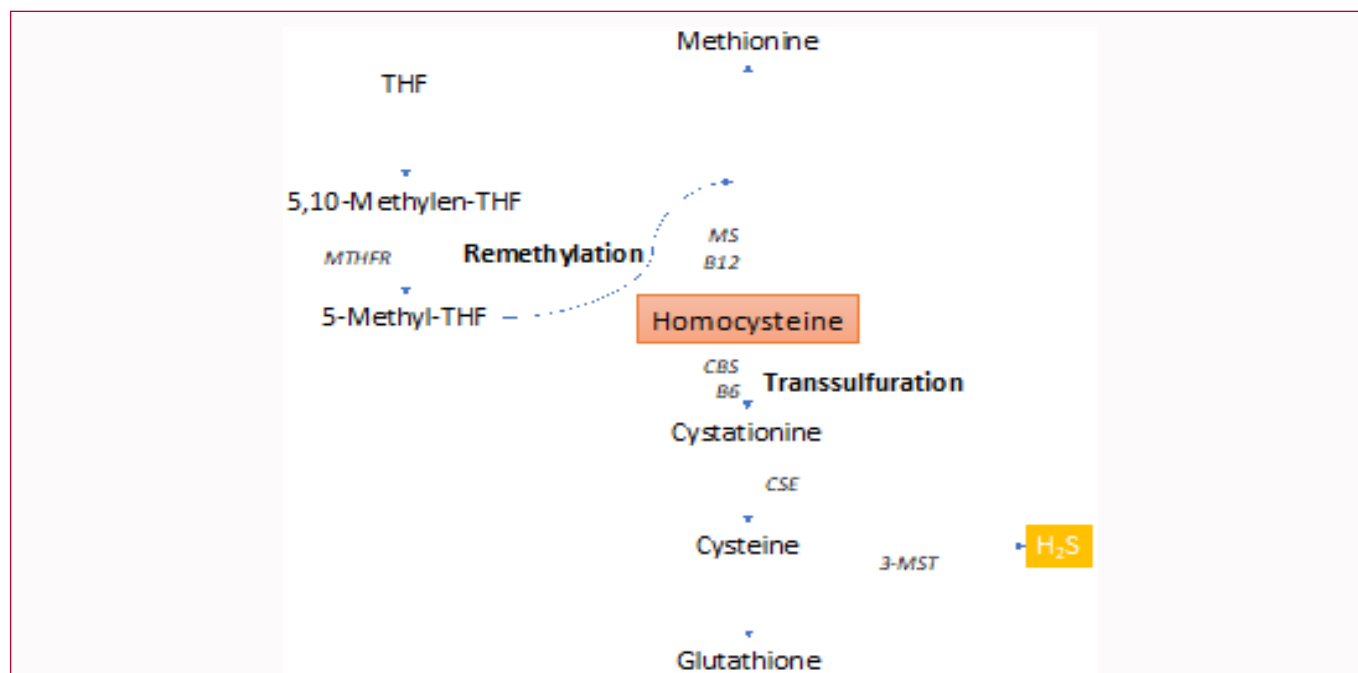 Methionine
THF
5,10-Methylen-THF
MTHFR
Remethylation
MS
B12
5-Methyl-THF
Homocysteine
CBS
B6
Transsulfuration
Cystationine
CSE
Cysteine
3-MST
H₂S
Glutathione